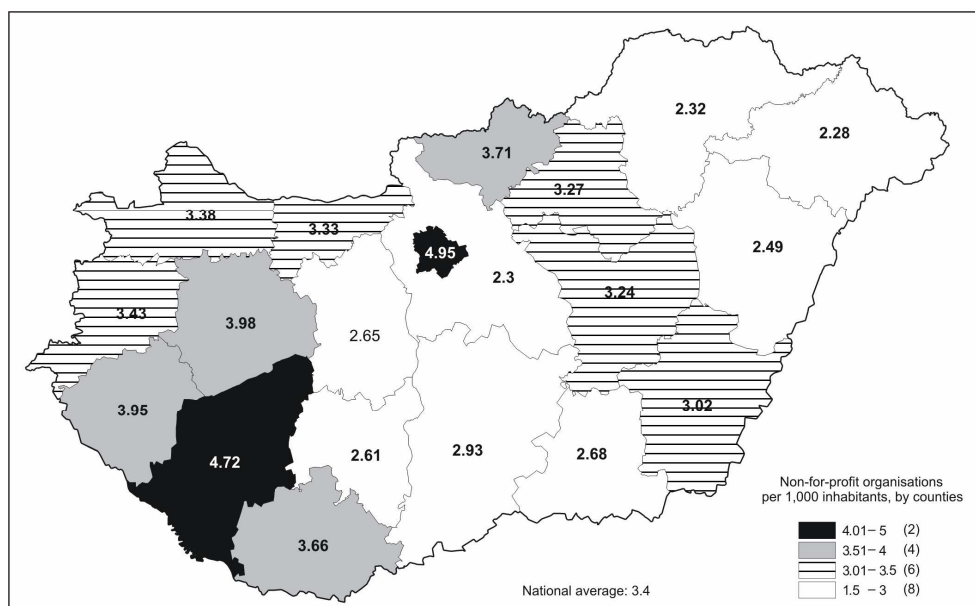 2.32
2.28
3.71
3.27
3.38
3.33
4.95
2.49
2.3
3.24
3.43
3.98
2.65
3.95
3.02
4.72
2.61
2.93
2.68
3.66
Non-for-profit organisations
per 1,000 inhabitants, by counties
4.01 – 5 (2)
3.51 – 4 (4)
3.01 – 3.5 (6)
1.5 – 3 (8)
National average: 3.4